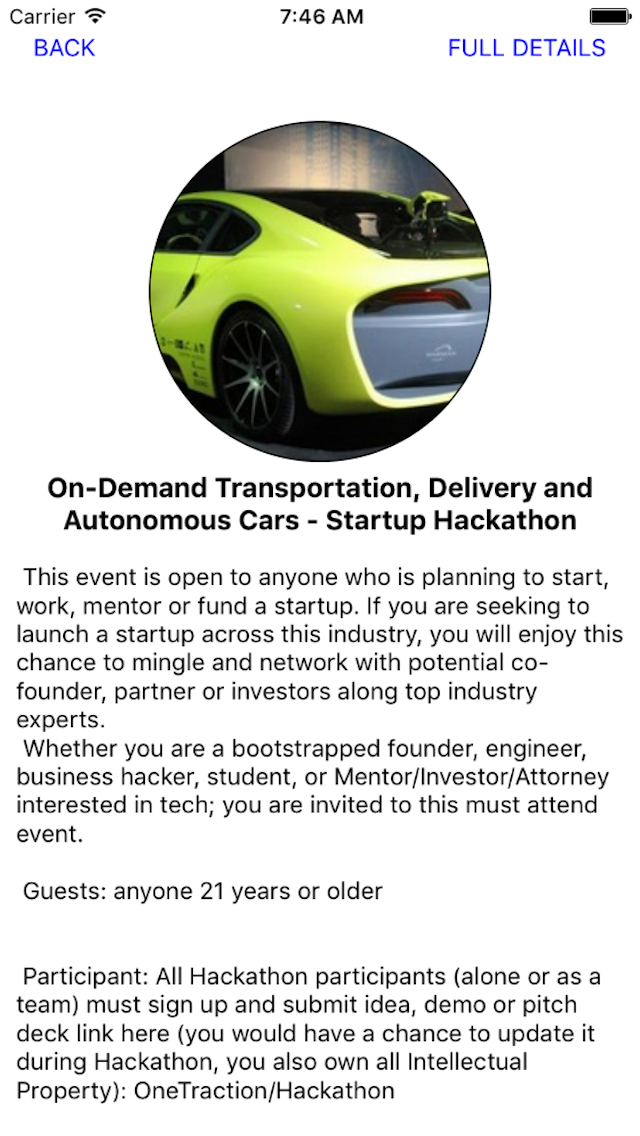 Carrier 7:46 AM
BACK FULL DETAILS
On-Demand Transportation, Delivery and
Autonomous Cars - Startup Hackathon
This event is open to anyone who is planning to start,
work, mentor or fund a startup. If you are seeking to
launch a startup across this industry, you will enjoy this
chance to mingle and network with potential co-
founder, partner or investors along top industry
experts.
Whether you are a bootstrapped founder, engineer,
business hacker, student, or Mentor/Investor/Attorney
interested in tech; you are invited to this must attend
event.
Guests: anyone 21 years or older
Participant: All Hackathon participants (alone or as a
team) must sign up and submit idea, demo or pitch
deck link here (you would have a chance to update it
during Hackathon, you also own all Intellectual
Property): OneTraction/Hackathon